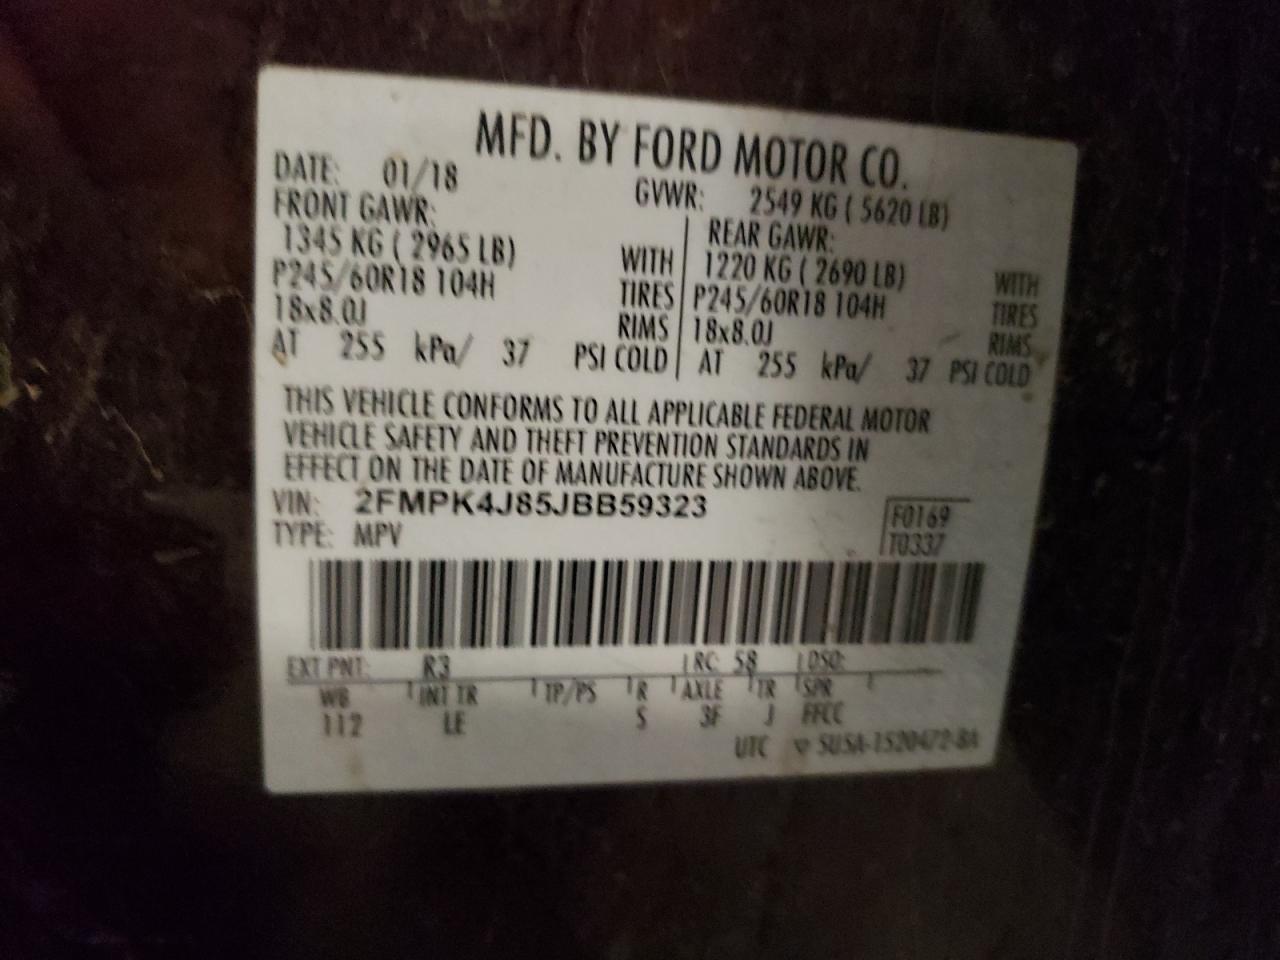 MFD. BY FORD MOTOR CO.
DATE: 01/18 GVWR: 2549 KG ( 5620 LB)
FRONT GAWR: REAR GAWR:
1345 KG ( 2965 LB) WITH 1220 KG ( 2690 LB) WITH
P245/60R18 104H TIRES P245/60R18 104H TIRES
18x8.0J RIMS 18x8.0J RIMS
AT 255 kPa/ 37 PSI COLD AT 255 kPa/ 37 PSI COLD
THIS VEHICLE CONFORMS TO ALL APPLICABLE FEDERAL MOTOR
VEHICLE SAFETY AND THEFT PREVENTION STANDARDS IN
EFFECT ON THE DATE OF MANUFACTURE SHOWN ABOVE.
VIN: 2FMPK4J85JBB59323 F0169
TYPE: MPV T0337
EXT PNT: R3 RC: 58 DSO:
WB INT TR TP/PS R AXLE TR SPR
112 LE S 3F J FFCC
UTC ▽ 5U5A-1520472-BA